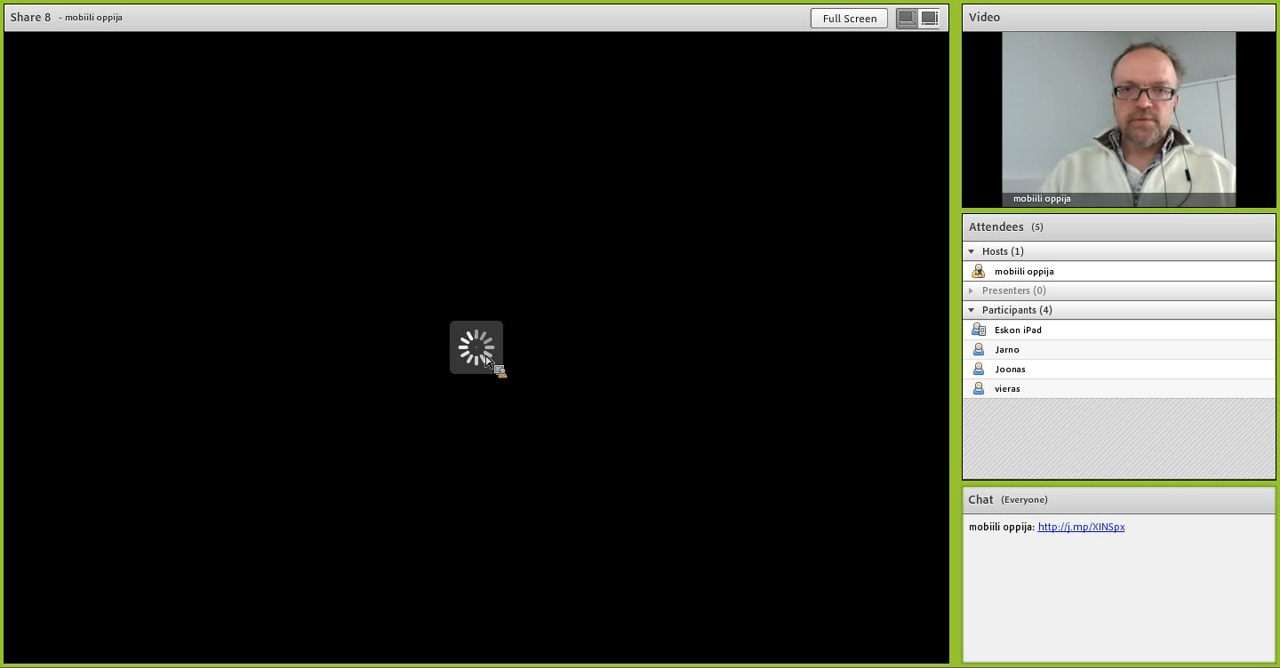 Share 8 - mobiili oppija
Full Screen
Video
mobiili oppija
Attendees (5)
Hosts (1)
mobiili oppija
Presenters (0)
Participants (4)
Eskon iPad
Jarno
Joonas
vieras
Chat (Everyone)
mobiili oppija: http://j.mp/XINSpx